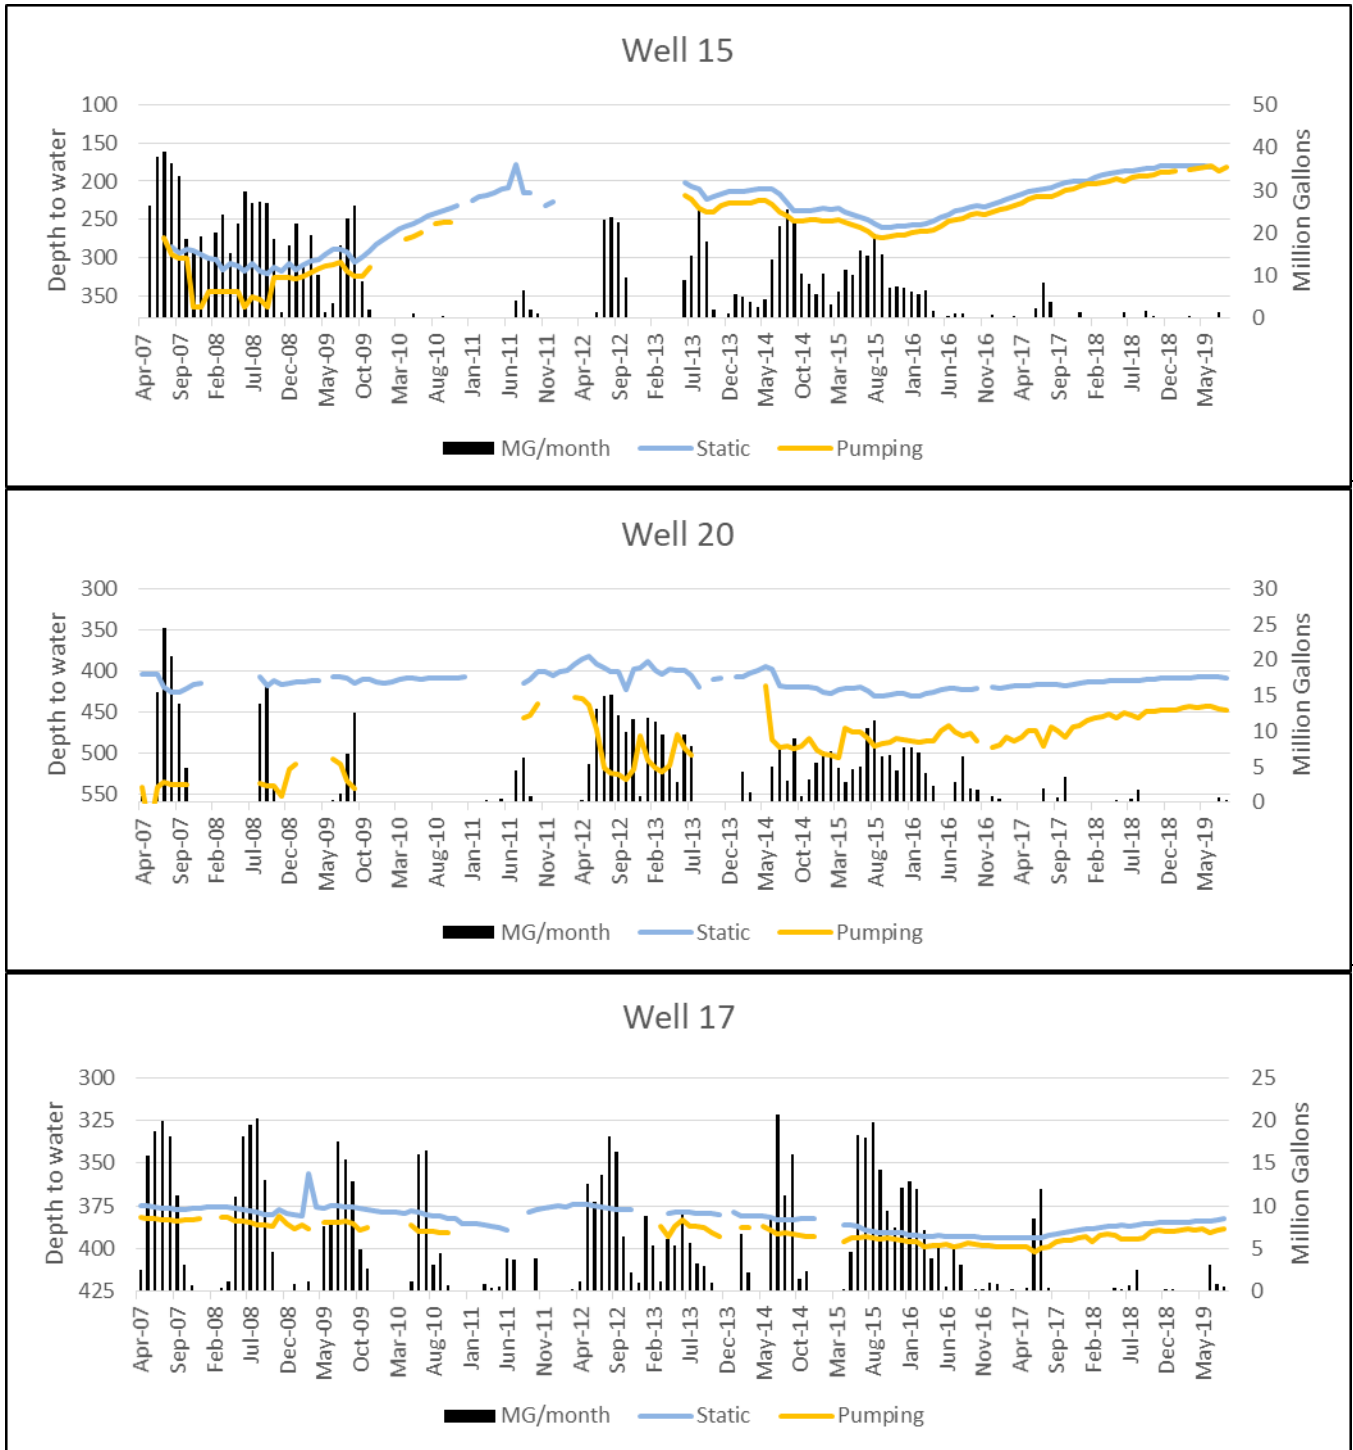 Well 15
100 50
150 40
200 30
250 20
300 10
350 0
Depth to water
Million Gallons
Apr-07 Sep-07 Feb-08 Jul-08 Dec-08 May-09 Oct-09 Mar-10 Aug-10 Jan-11 Jun-11 Nov-11 Apr-12 Sep-12 Feb-13 Jul-13 Dec-13 May-14 Oct-14 Mar-15 Aug-15 Jan-16 Jun-16 Nov-16 Apr-17 Sep-17 Feb-18 Jul-18 Dec-18 May-19
MG/month Static Pumping
Well 20
300 30
350 25
400 20
450 15
500 10
550 5
0
Depth to water
Million Gallons
Apr-07 Sep-07 Feb-08 Jul-08 Dec-08 May-09 Oct-09 Mar-10 Aug-10 Jan-11 Jun-11 Nov-11 Apr-12 Sep-12 Feb-13 Jul-13 Dec-13 May-14 Oct-14 Mar-15 Aug-15 Jan-16 Jun-16 Nov-16 Apr-17 Sep-17 Feb-18 Jul-18 Dec-18 May-19
MG/month Static Pumping
Well 17
300 25
325 20
350 15
375 10
400 5
425 0
Depth to water
Million Gallons
Apr-07 Sep-07 Feb-08 Jul-08 Dec-08 May-09 Oct-09 Mar-10 Aug-10 Jan-11 Jun-11 Nov-11 Apr-12 Sep-12 Feb-13 Jul-13 Dec-13 May-14 Oct-14 Mar-15 Aug-15 Jan-16 Jun-16 Nov-16 Apr-17 Sep-17 Feb-18 Jul-18 Dec-18 May-19
MG/month Static Pumping